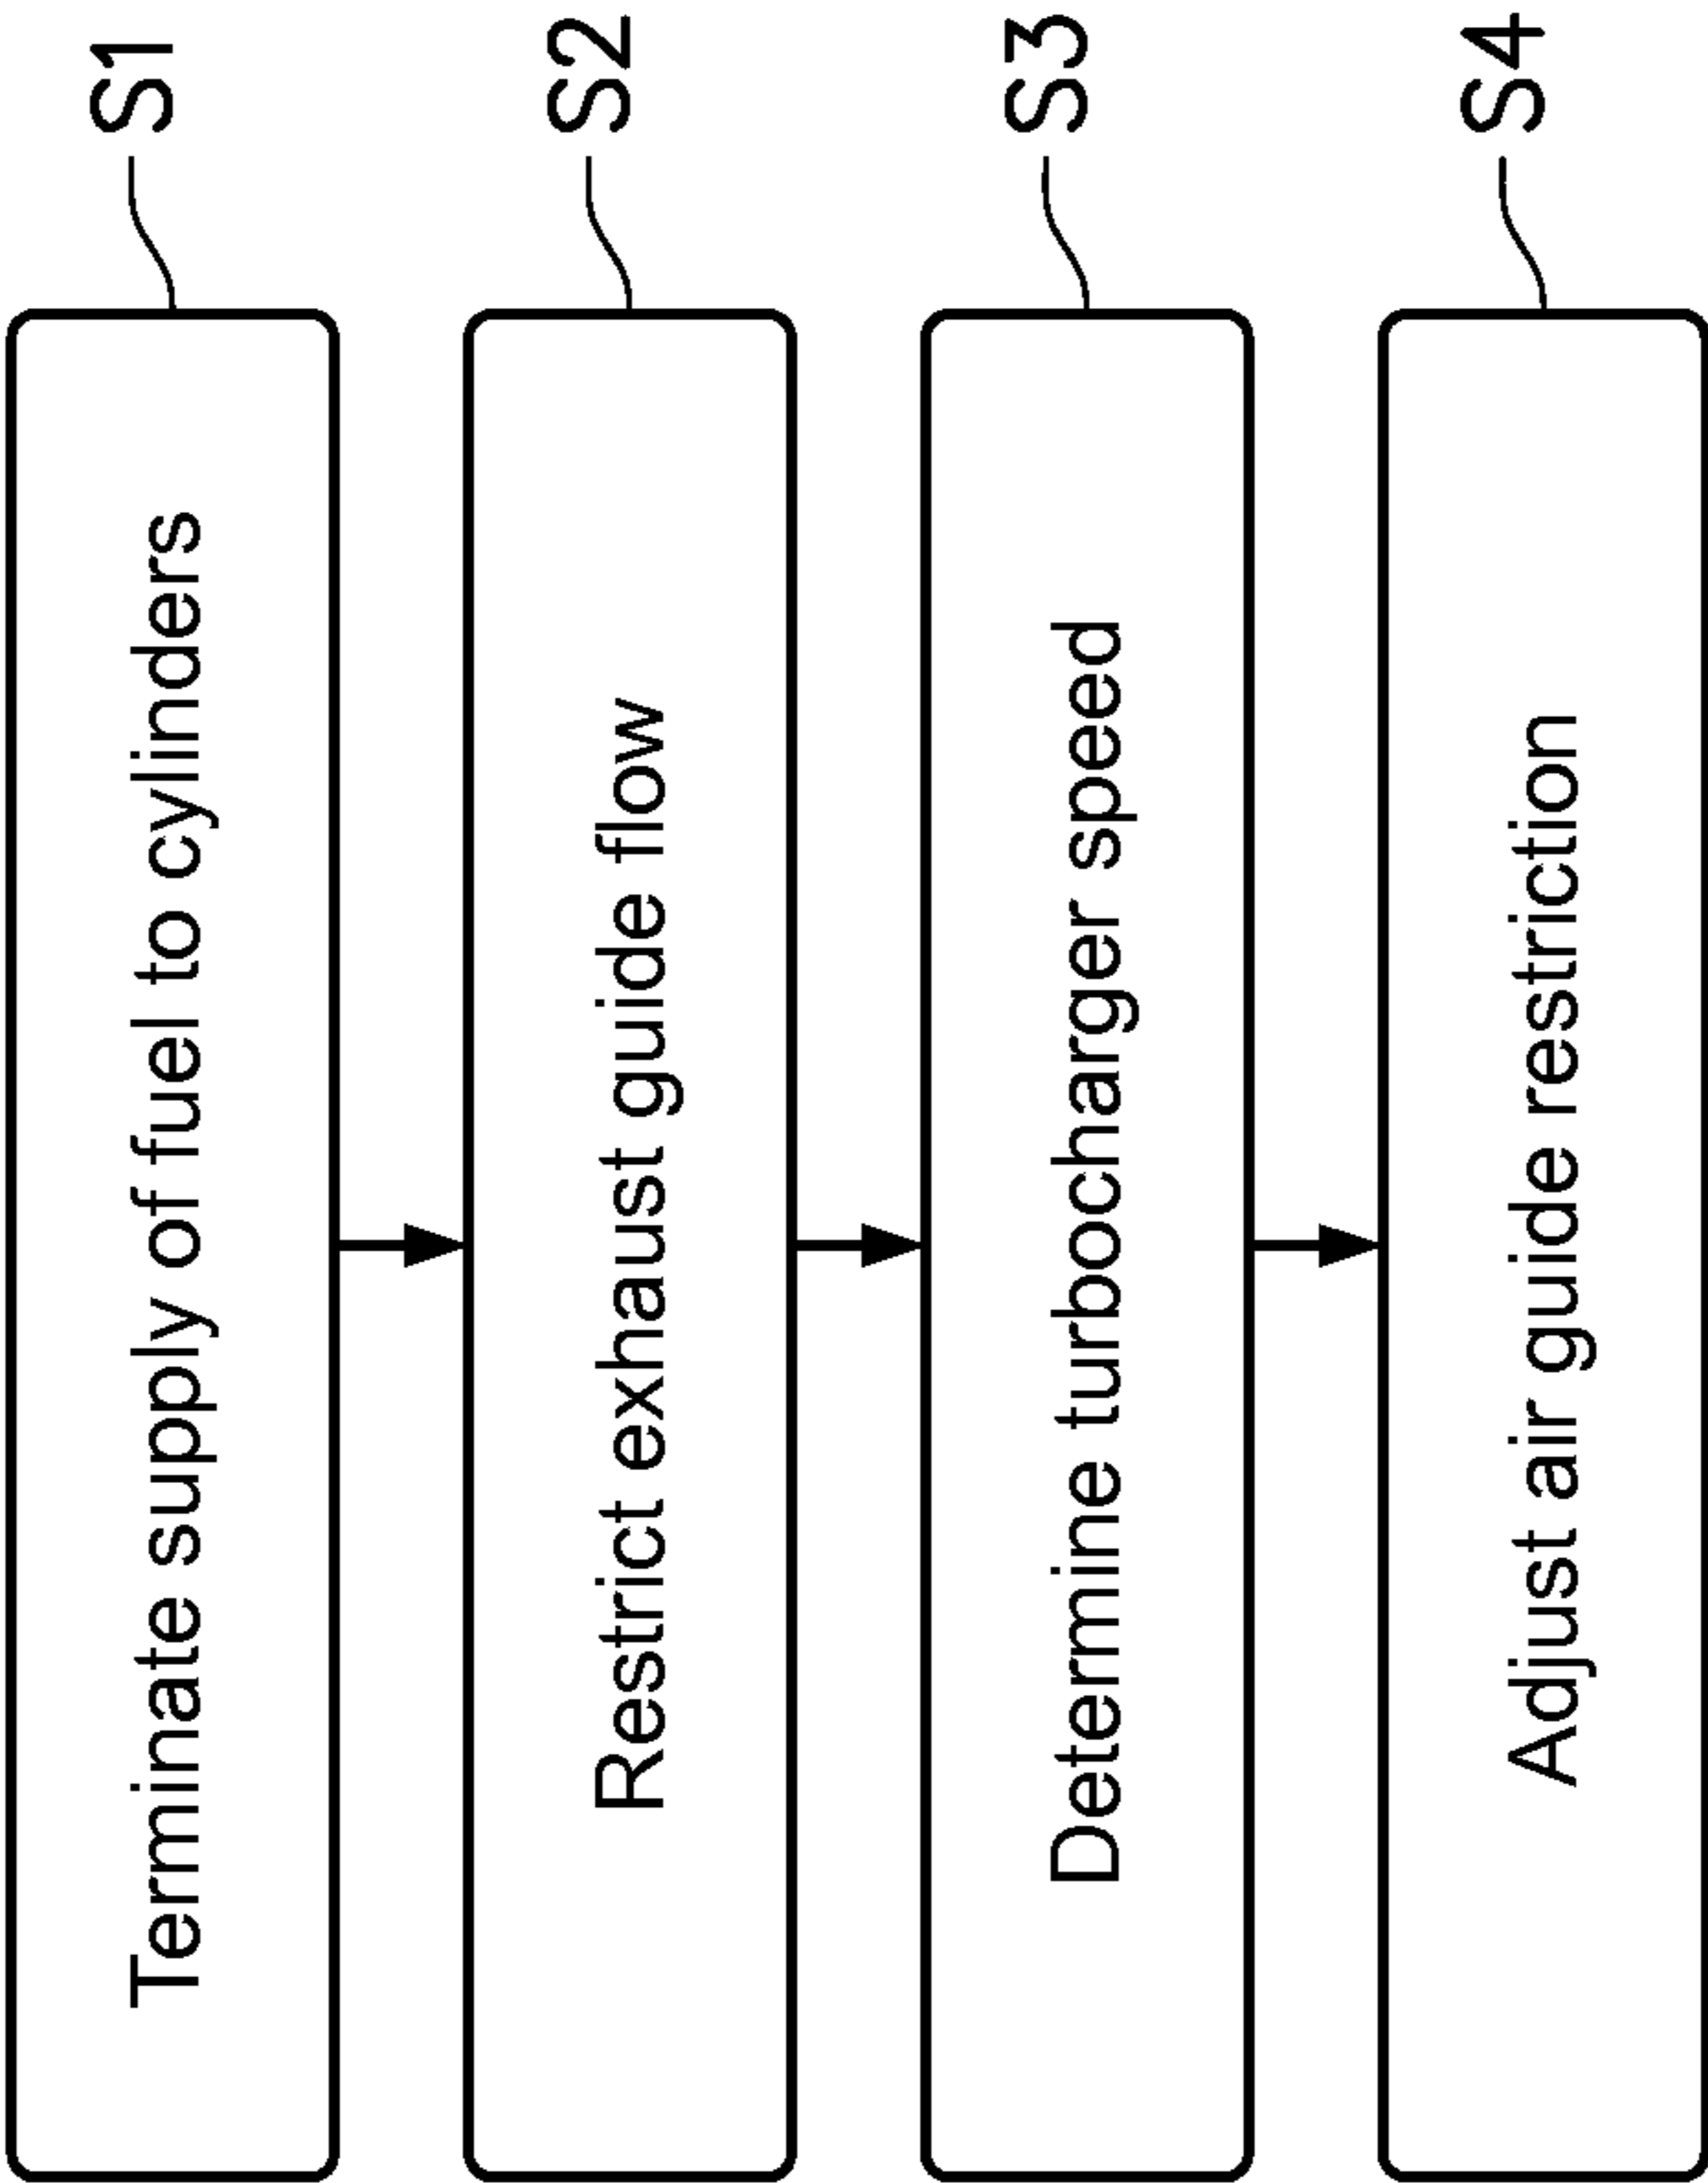 S1
Terminate supply of fuel to cylinders
S2
Restrict exhaust guide flow
S3
Determine turbocharger speed
S4
Adjust air guide restriction